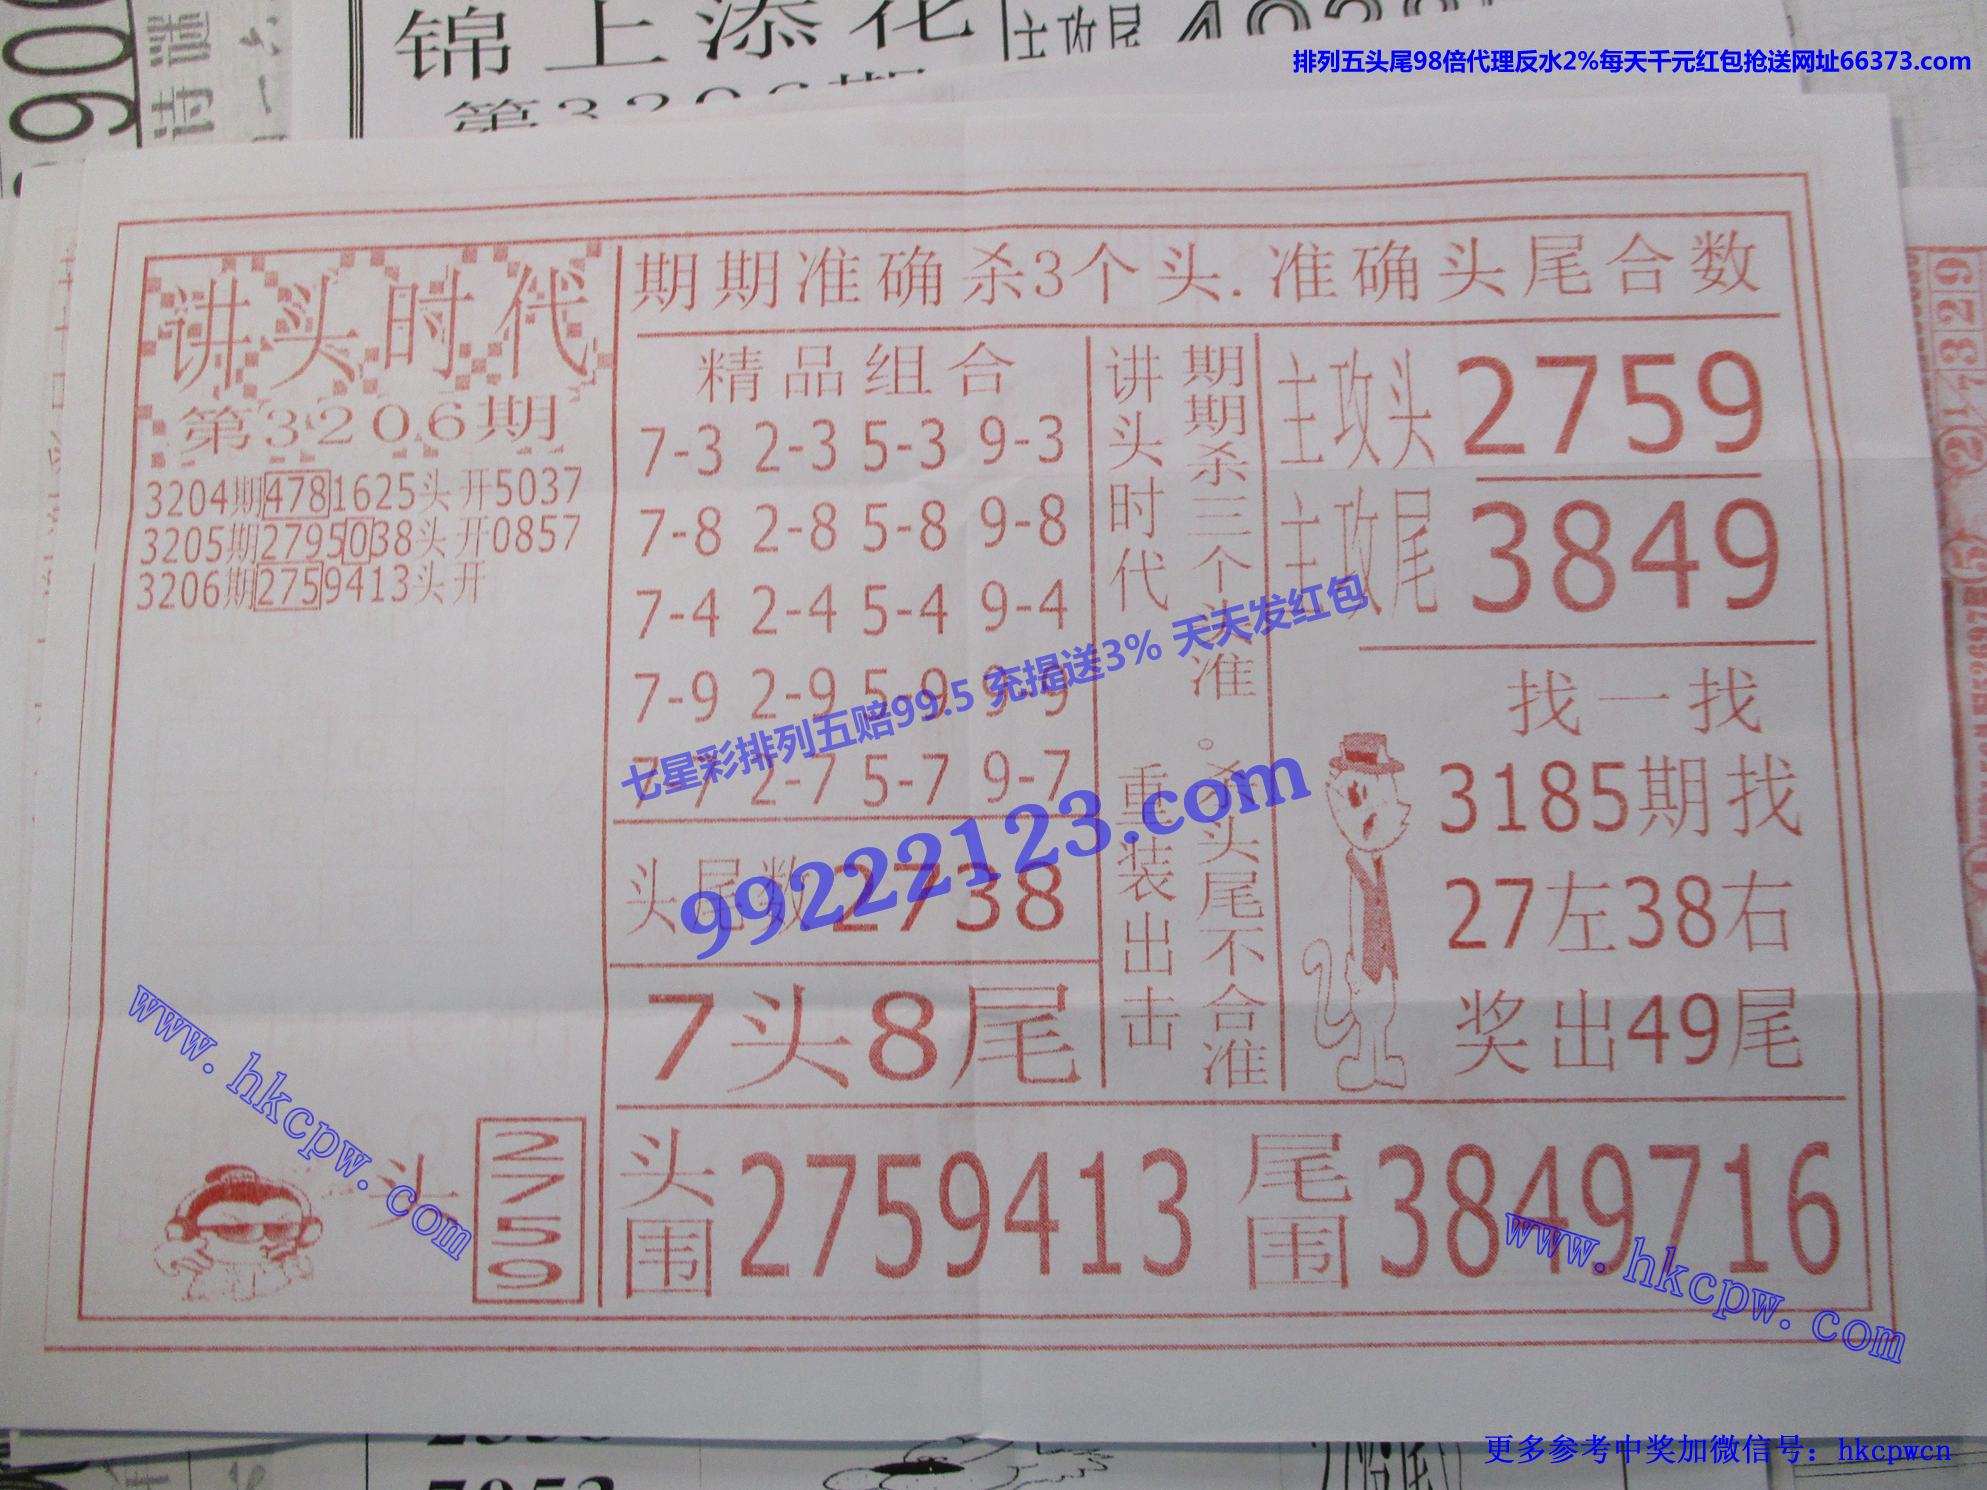 锦上添花
排列五头尾98倍代理反水2%每天千元红包抢送网址66373.com
讲头时代
第3206期
3204期4781625头 开5037
3205期2795038头 开0857
3206期2759413头 开
期期准确杀3个头.准确头尾合数
精品组合
7-3 2-3 5-3 9-3
7-8 2-8 5-8 9-8
7-4 2-4 5-4 9-4
7-9 2-9 5-9 9-9
7-7 2-7 5-7 9-7
头尾数2738
7头8尾
讲头时代 重装出击
期期杀三个头准。杀头尾不合准
主攻头 2759
主攻尾 3849
找一找
3185期找
27左38右
奖出49尾
头 2759
头围 2759413
尾围 3849716
七星彩排列五赔99.5 充提送3% 天天发红包
99222123.com
www.hkcpw.com
www.hkcpw.com
更多参考中奖加微信号：hkcpwcn